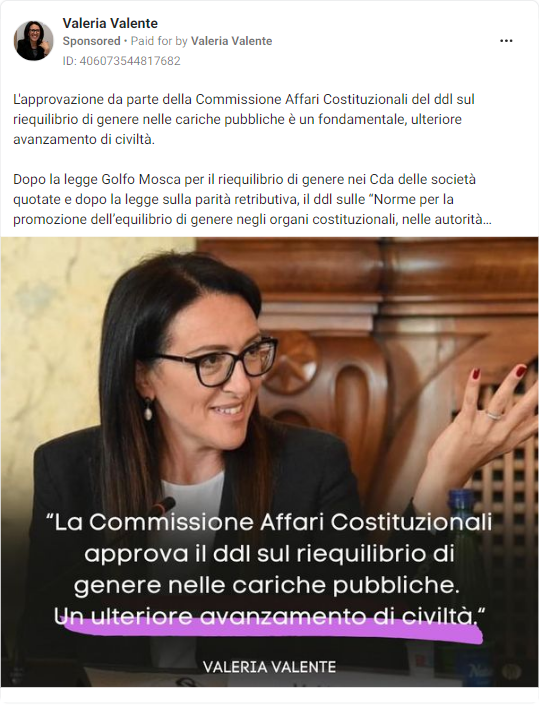 Valeria Valente
Sponsored • Paid for by Valeria Valente
ID: 406073544817682
L'approvazione da parte della Commissione Affari Costituzionali del ddl sul
riequilibrio di genere nelle cariche pubbliche è un fondamentale, ulteriore
avanzamento di civiltà.
Dopo la legge Golfo Mosca per il riequilibrio di genere nei Cda delle società
quotate e dopo la legge sulla parità retributiva, il ddl sulle “Norme per la
promozione dell’equilibrio di genere negli organi costituzionali, nelle autorità...
“La Commissione Affari Costituzionali
approva il ddl sul riequilibrio di
genere nelle cariche pubbliche.
Un ulteriore avanzamento di civiltà.“
VALERIA VALENTE